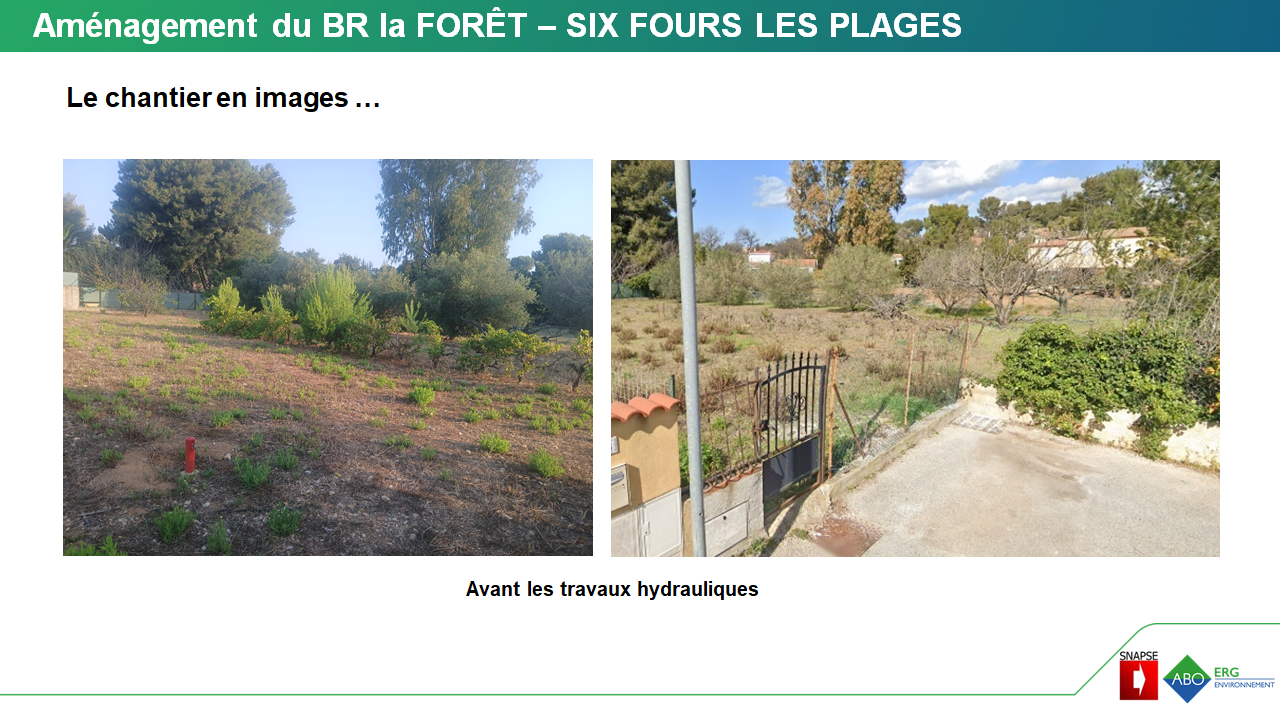 Aménagement du BR la FORÊT – SIX FOURS LES PLAGES
Le chantier en images …
Avant les travaux hydrauliques
SNAPSE
ABO
ERG
ENVIRONNEMENT